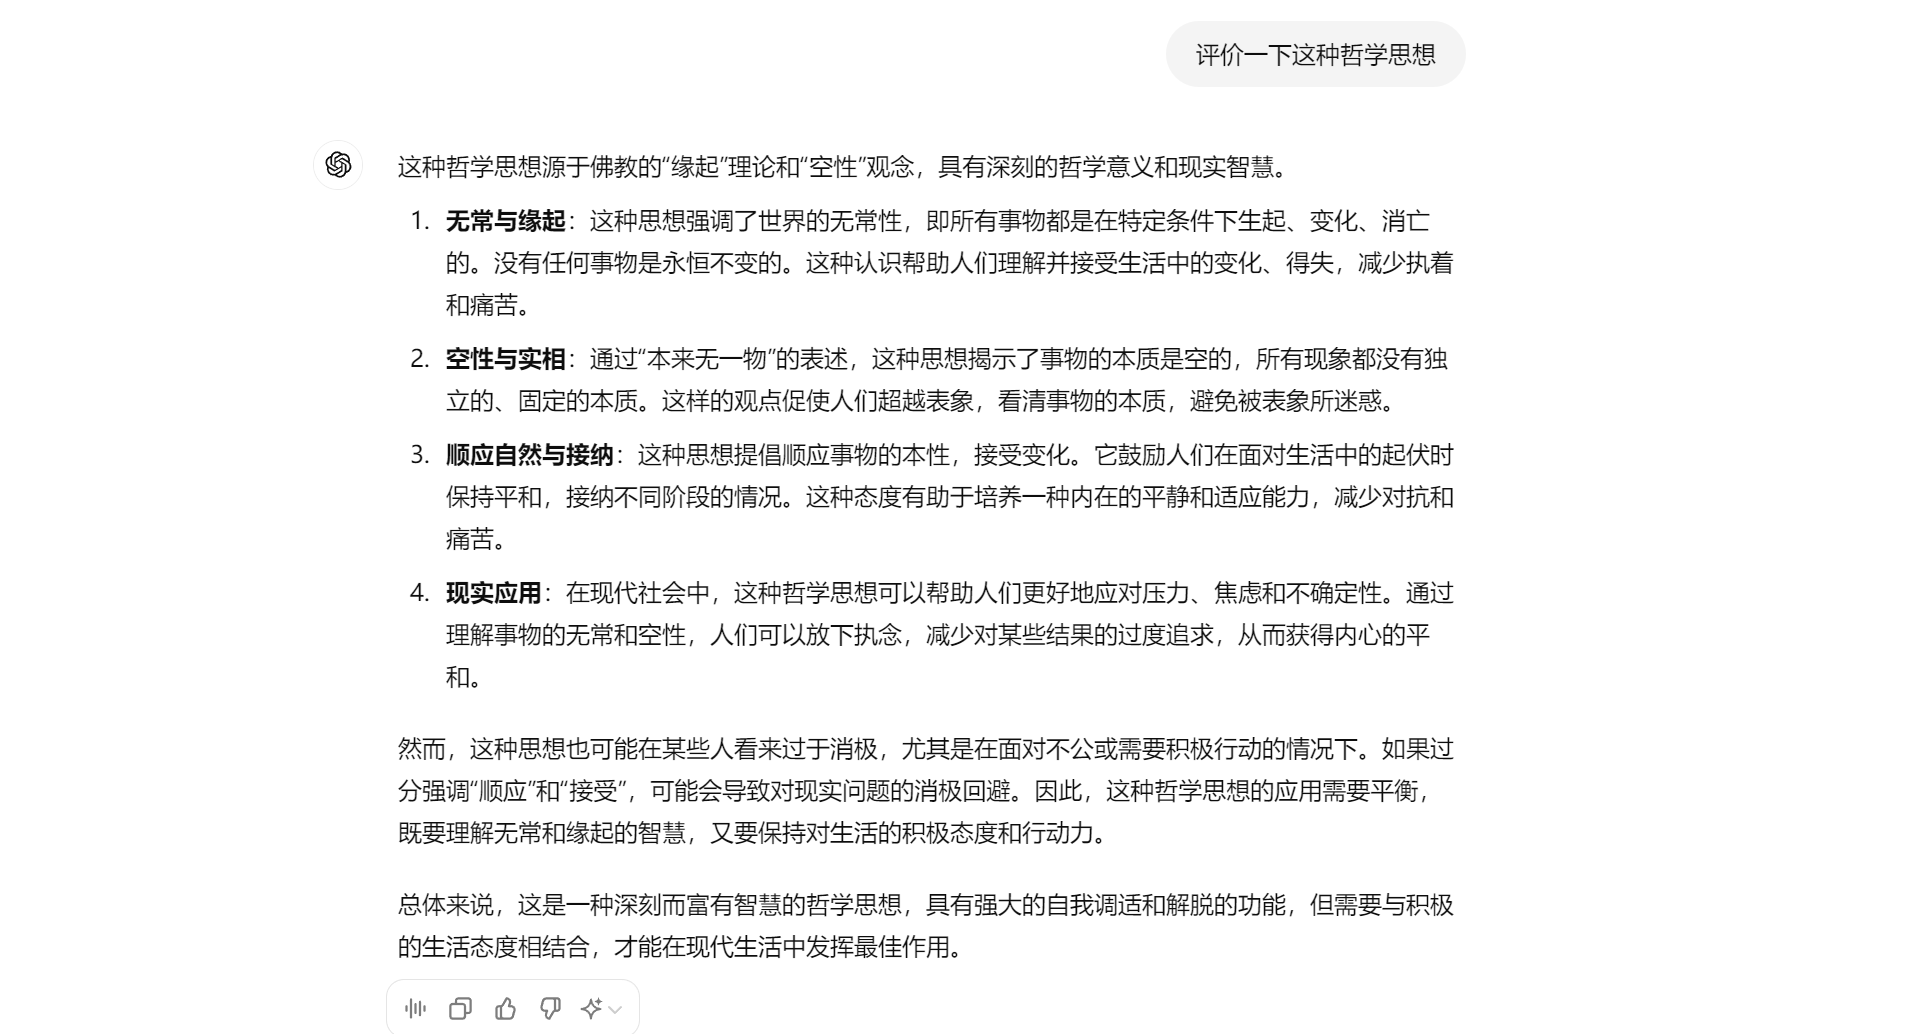 评价一下这种哲学思想
这种哲学思想源于佛教的“缘起”理论和“空性”观念，具有深刻的哲学意义和现实智慧。
1. 无常与缘起：这种思想强调了世界的无常性，即所有事物都是在特定条件下生起、变化、消亡
的。没有任何事物是永恒不变的。这种认识帮助人们理解并接受生活中的变化、得失，减少执着
和痛苦。
2. 空性与实相：通过“本来无一物”的表述，这种思想揭示了事物的本质是空的，所有现象都没有独
立的、固定的本质。这样的观点促使人们超越表象，看清事物的本质，避免被表象所迷惑。
3. 顺应自然与接纳：这种思想提倡顺应事物的本性，接受变化。它鼓励人们在面对生活中的起伏时
保持平和，接纳不同阶段的情况。这种态度有助于培养一种内在的平静和适应能力，减少对抗和
痛苦。
4. 现实应用：在现代社会中，这种哲学思想可以帮助人们更好地应对压力、焦虑和不确定性。通过
理解事物的无常和空性，人们可以放下执念，减少对某些结果的过度追求，从而获得内心的平
和。
然而，这种思想也可能在某些人看来过于消极，尤其是在面对不公或需要积极行动的情况下。如果过
分强调“顺应”和“接受”，可能会导致对现实问题的消极回避。因此，这种哲学思想的应用需要平衡，
既要理解无常和缘起的智慧，又要保持对生活的积极态度和行动力。
总体来说，这是一种深刻而富有智慧的哲学思想，具有强大的自我调适和解脱的功能，但需要与积极
的生活态度相结合，才能在现代生活中发挥最佳作用。